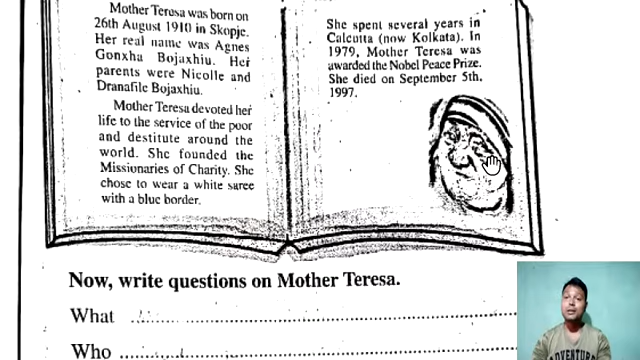 Mother Teresa was born on
26th August 1910 in Skopje.
Her real name was Agnes
Gonxha Bojaxhiu. Her
parents were Nicolle and
Dranafile Bojaxhiu.
Mother Teresa devoted her
life to the service of the poor
and destitute around the
world. She founded the
Missionaries of Charity. She
chose to wear a white saree
with a blue border.
She spent several years in
Calcutta (now Kolkata). In
1979, Mother Teresa was
awarded the Nobel Peace Prize.
She died on September 5th,
1997.
Now, write questions on Mother Teresa.
What
Who
ADVENTURE